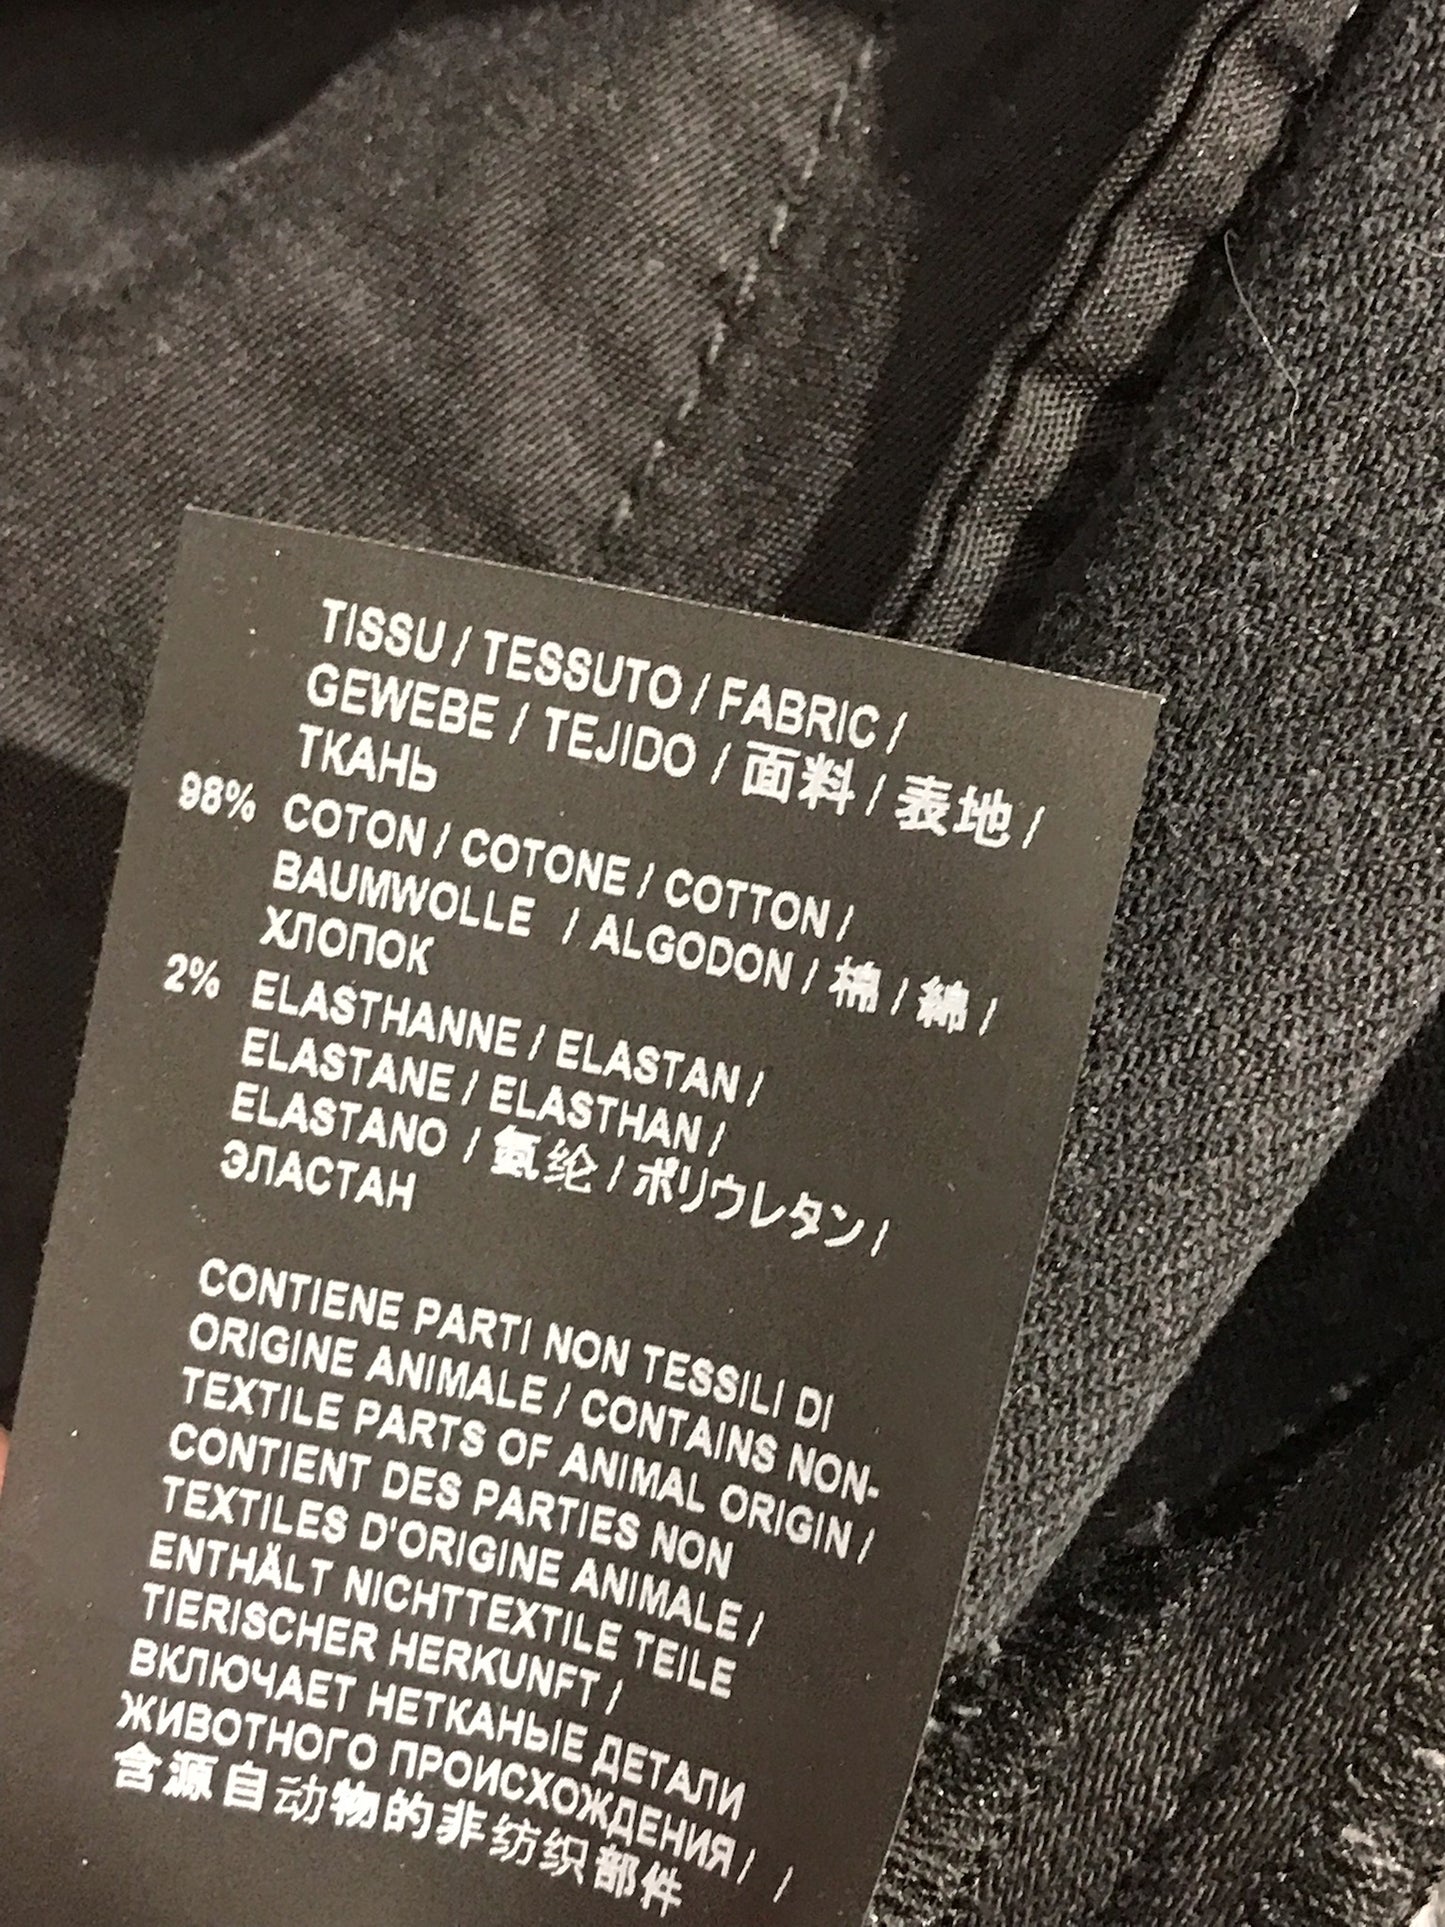 TISSU / TESSUTO / FABRIC /
GEWEBE / TEJIDO / 面料 / 表地 /
ТКАНЬ
98% COTON / COTONE / COTTON /
BAUMWOLLE / ALGODON / 棉 / 綿 /
ХЛОПОК
2% ELASTHANNE / ELASTAN /
ELASTANE / ELASTHAN /
ELASTANO / 氨纶 / ポリウレタン /
ЭЛАСТАН
CONTIENE PARTI NON TESSILI DI
ORIGINE ANIMALE / CONTAINS NON-
TEXTILE PARTS OF ANIMAL ORIGIN /
CONTIENT DES PARTIES NON
TEXTILES D'ORIGINE ANIMALE /
ENTHÄLT NICHTTEXTILE TEILE
TIERISCHER HERKUNFT /
ВКЛЮЧАЕТ НЕТКАНЫЕ ДЕТАЛИ
ЖИВОТНОГО ПРОИСХОЖДЕНИЯ / /
含源自动物的非纺织部件